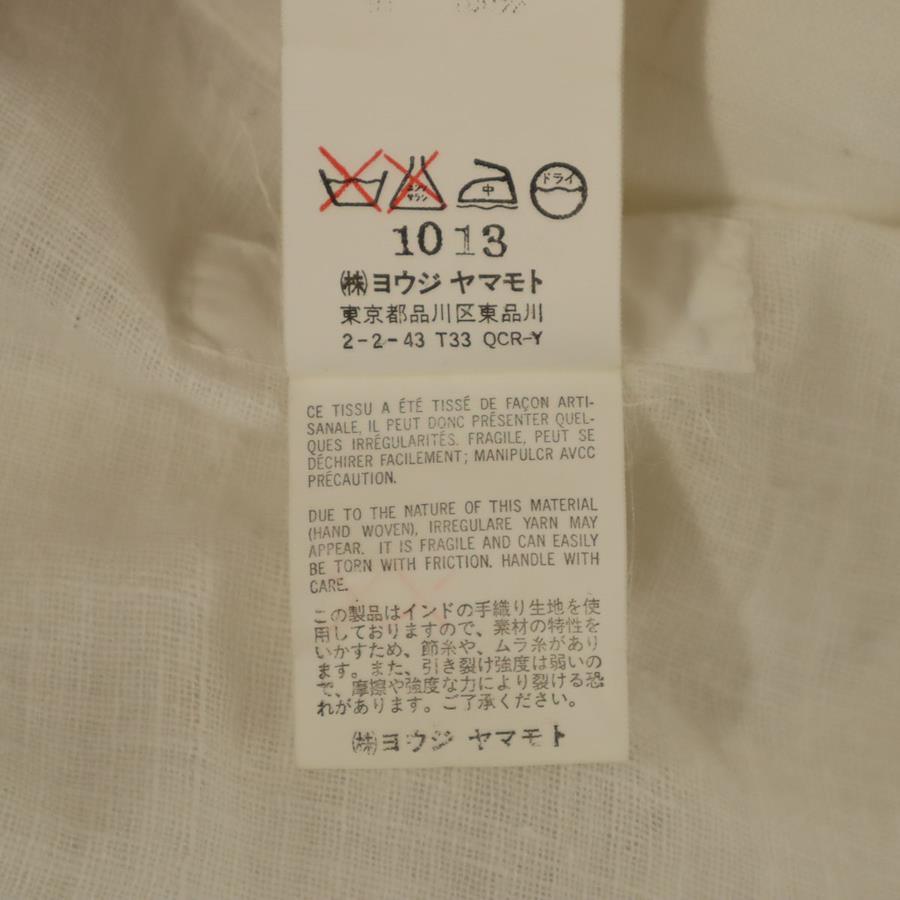 エンソ サラシ 中 ドライ
10 13
㈱ヨウジ ヤマモト
東京都品川区東品川
2-2-43 T33 QCR-Y
CE TISSU A ÉTÉ TISSÉ DE FAÇON ARTI-
SANALE, IL PEUT DONC PRÉSENTER QUEL-
QUES IRRÉGULARITÉS. FRAGILE, PEUT SE
DÉCHIRER FACILEMENT; MANIPULCR AVCC
PRÉCAUTION.
DUE TO THE NATURE OF THIS MATERIAL
(HAND WOVEN), IRREGULARE YARN MAY
APPEAR. IT IS FRAGILE AND CAN EASILY
BE TORN WITH FRICTION. HANDLE WITH
CARE.
この製品はインドの手織り生地を使
用しておりますので、素材の特性を
いかすため、節糸や、ムラ糸があり
ます。また、引き裂け強度は弱いの
で、摩擦や強度な力により裂ける恐
れがあります。ご了承ください。
㈱ヨウジ ヤマモト